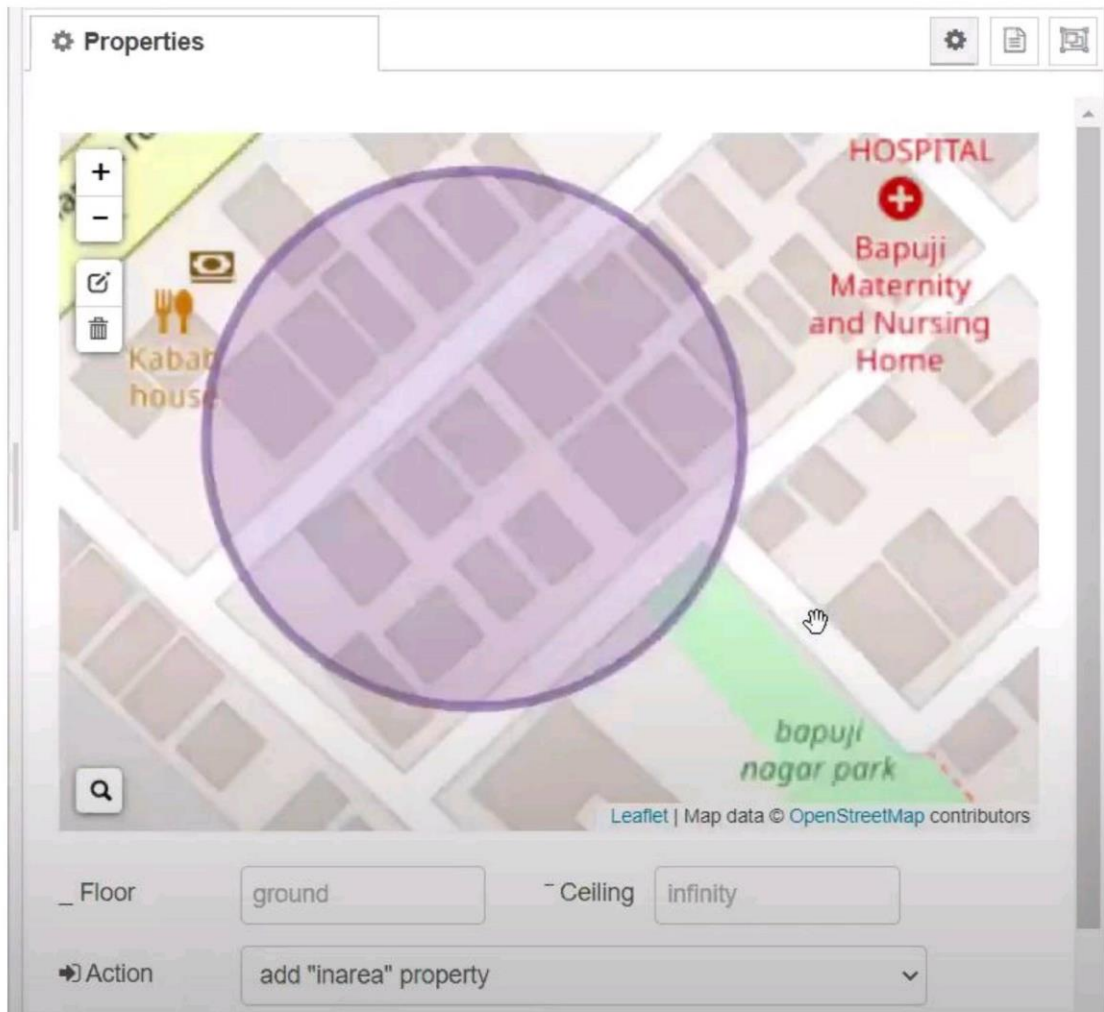 Properties
+
−
HOSPITAL
Bapuji
Maternity
and Nursing
Home
Kabab
house
bapuji
nagar park
Leaflet | Map data © OpenStreetMap contributors
Floor
ground
Ceiling
infinity
Action
add "inarea" property